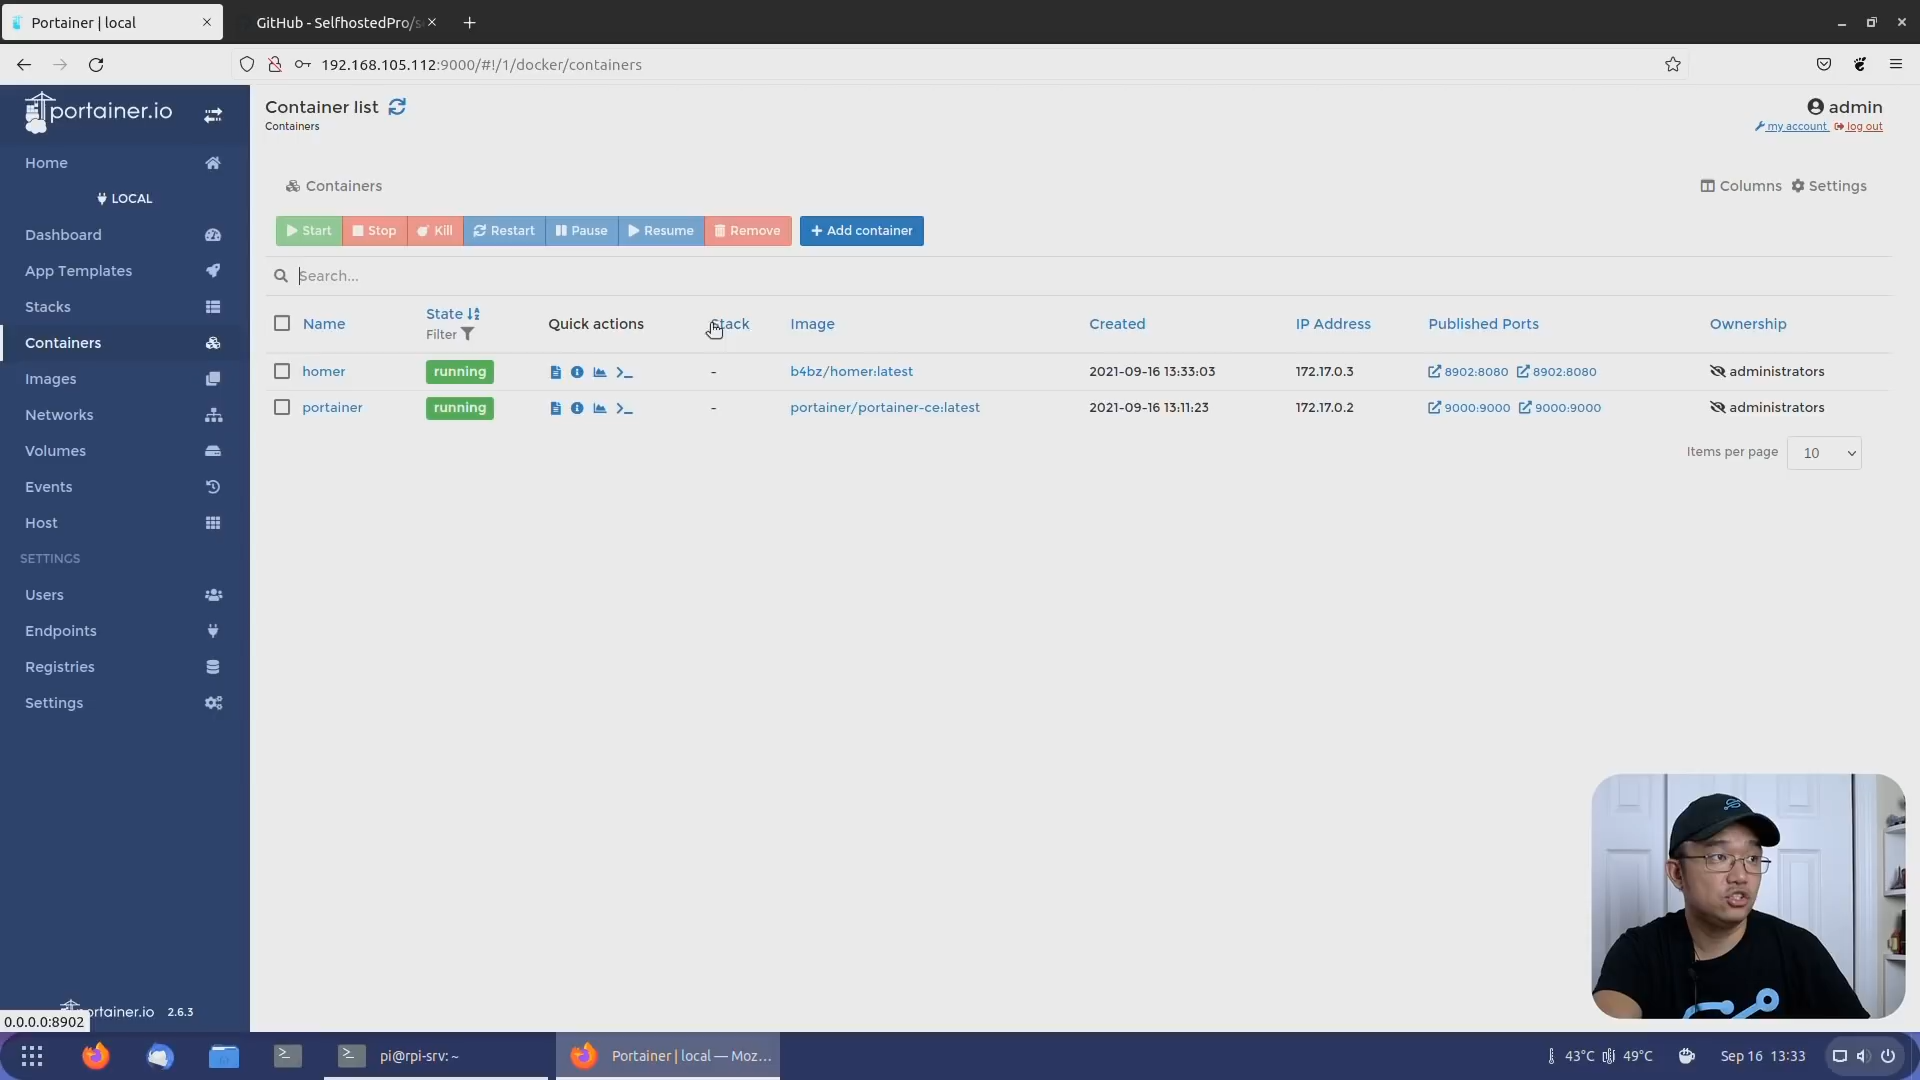 Portainer | local
GitHub - SelfhostedPro/s
192.168.105.112:9000/#!/1/docker/containers
portainer.io
Home
LOCAL
Dashboard
App Templates
Stacks
Containers
Images
Networks
Volumes
Events
Host
SETTINGS
Users
Endpoints
Registries
Settings
portainer.io 2.6.3
0.0.0.0:8902
Container list
Containers
admin
my account log out
Containers
Columns Settings
Start Stop Kill Restart Pause Resume Remove + Add container
Search...
Name State Filter Quick actions Stack Image Created IP Address Published Ports Ownership
homer running - b4bz/homer:latest 2021-09-16 13:33:03 172.17.0.3 8902:8080 8902:8080 administrators
portainer running - portainer/portainer-ce:latest 2021-09-16 13:11:23 172.17.0.2 9000:9000 9000:9000 administrators
Items per page 10
pi@rpi-srv: ~
Portainer | local — Moz...
43°C 49°C Sep 16 13:33